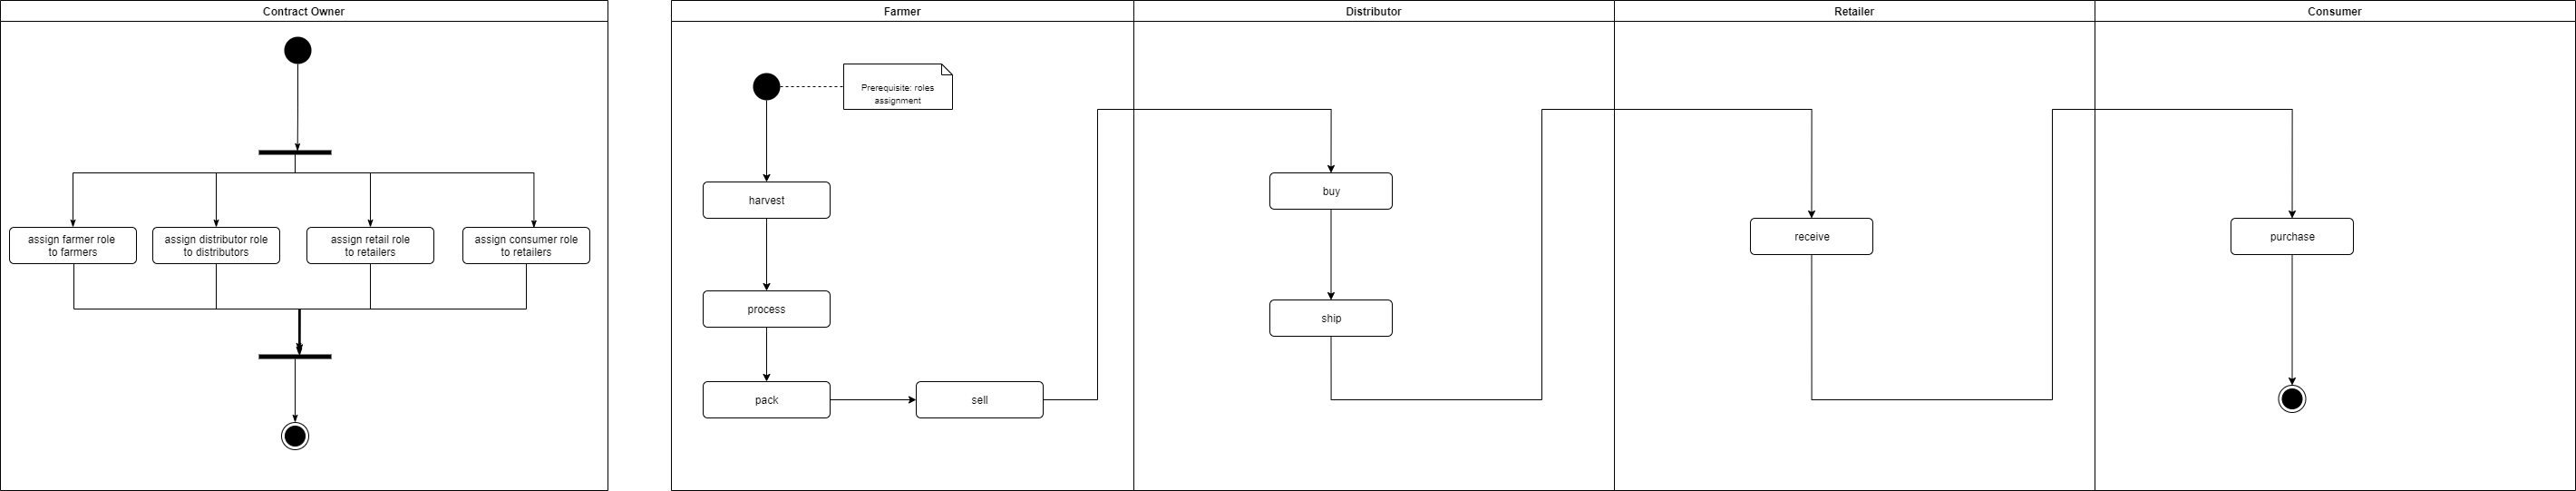 Contract Owner
assign farmer role
to farmers
assign distributor role
to distributors
assign retail role
to retailers
assign consumer role
to retailers
Farmer
Distributor
Retailer
Consumer
Prerequisite: roles
assignment
harvest
process
pack
sell
buy
ship
receive
purchase